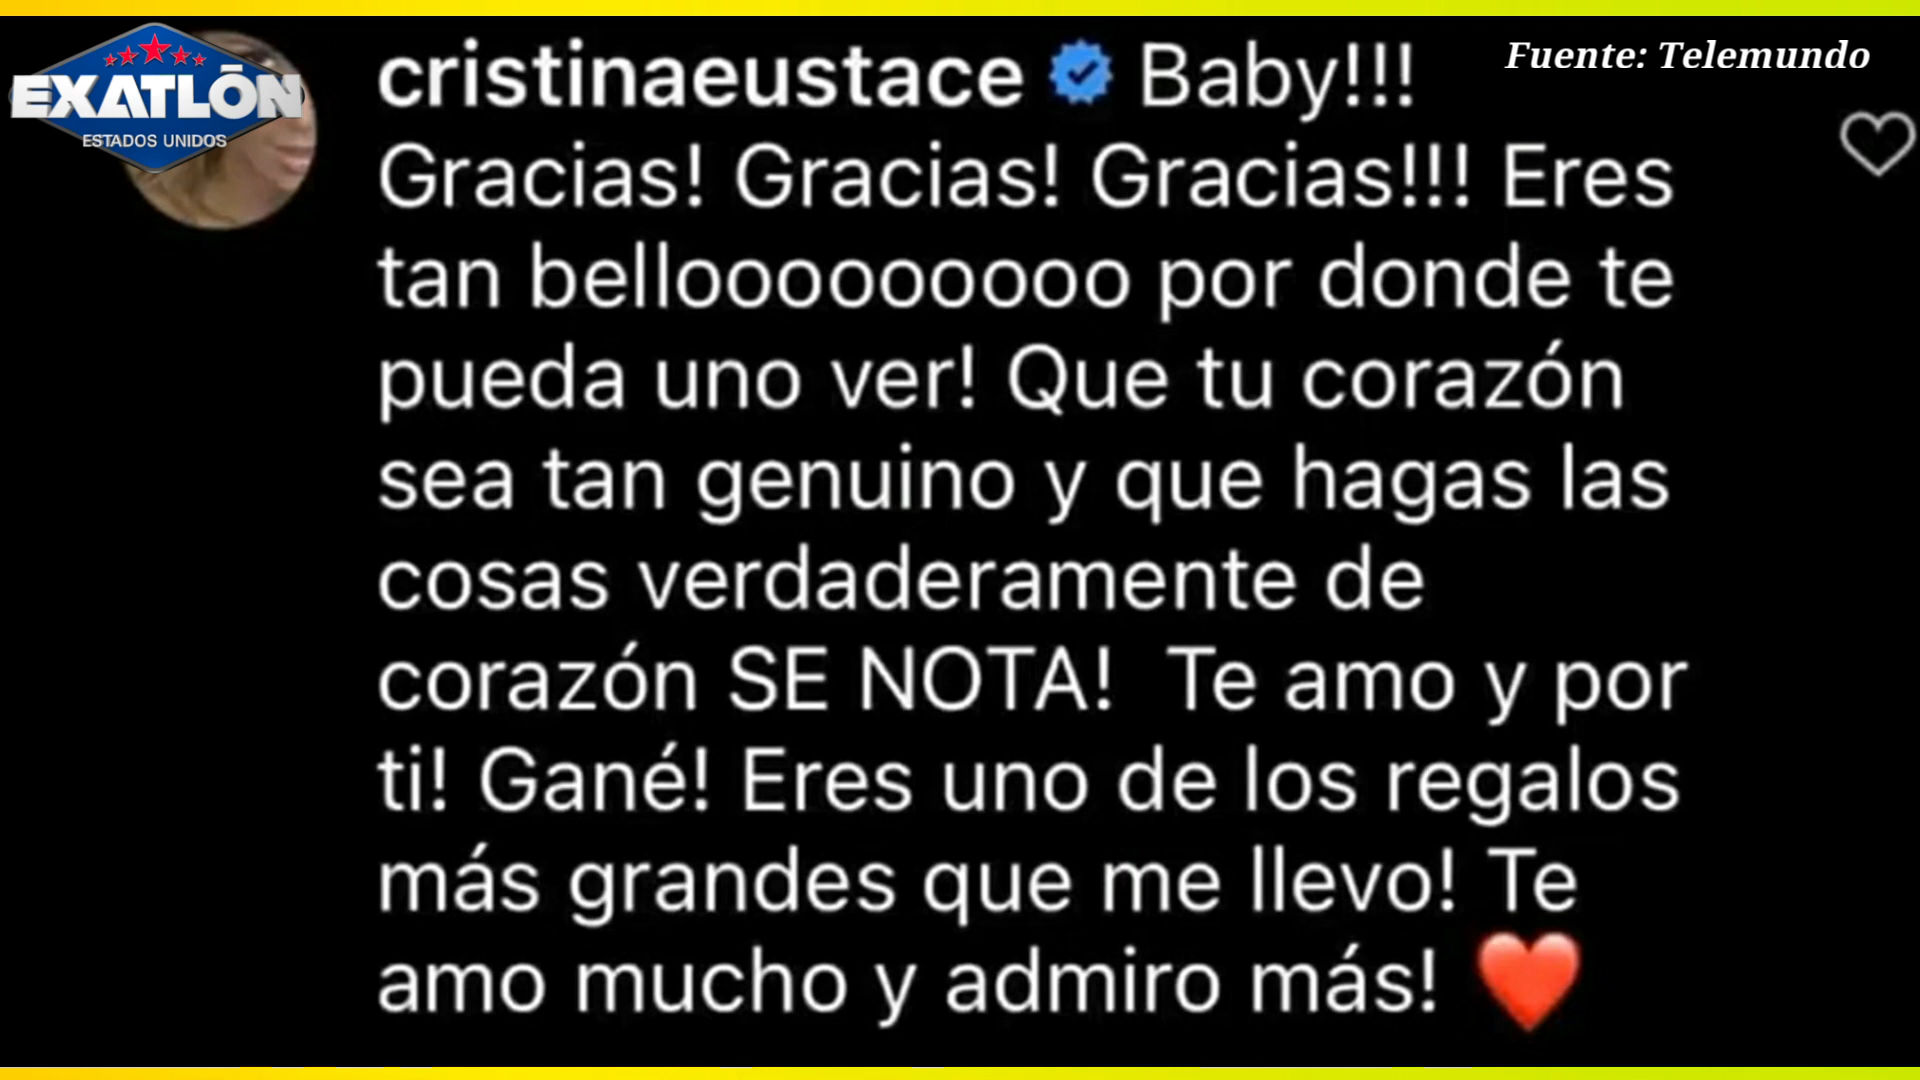 EXATLÓN
ESTADOS UNIDOS
Fuente: Telemundo
cristinaeustace Baby!!!
Gracias! Gracias! Gracias!!! Eres
tan bellooooooooo por donde te
pueda uno ver! Que tu corazón
sea tan genuino y que hagas las
cosas verdaderamente de
corazón SE NOTA!  Te amo y por
ti! Gané! Eres uno de los regalos
más grandes que me llevo! Te
amo mucho y admiro más! ❤️